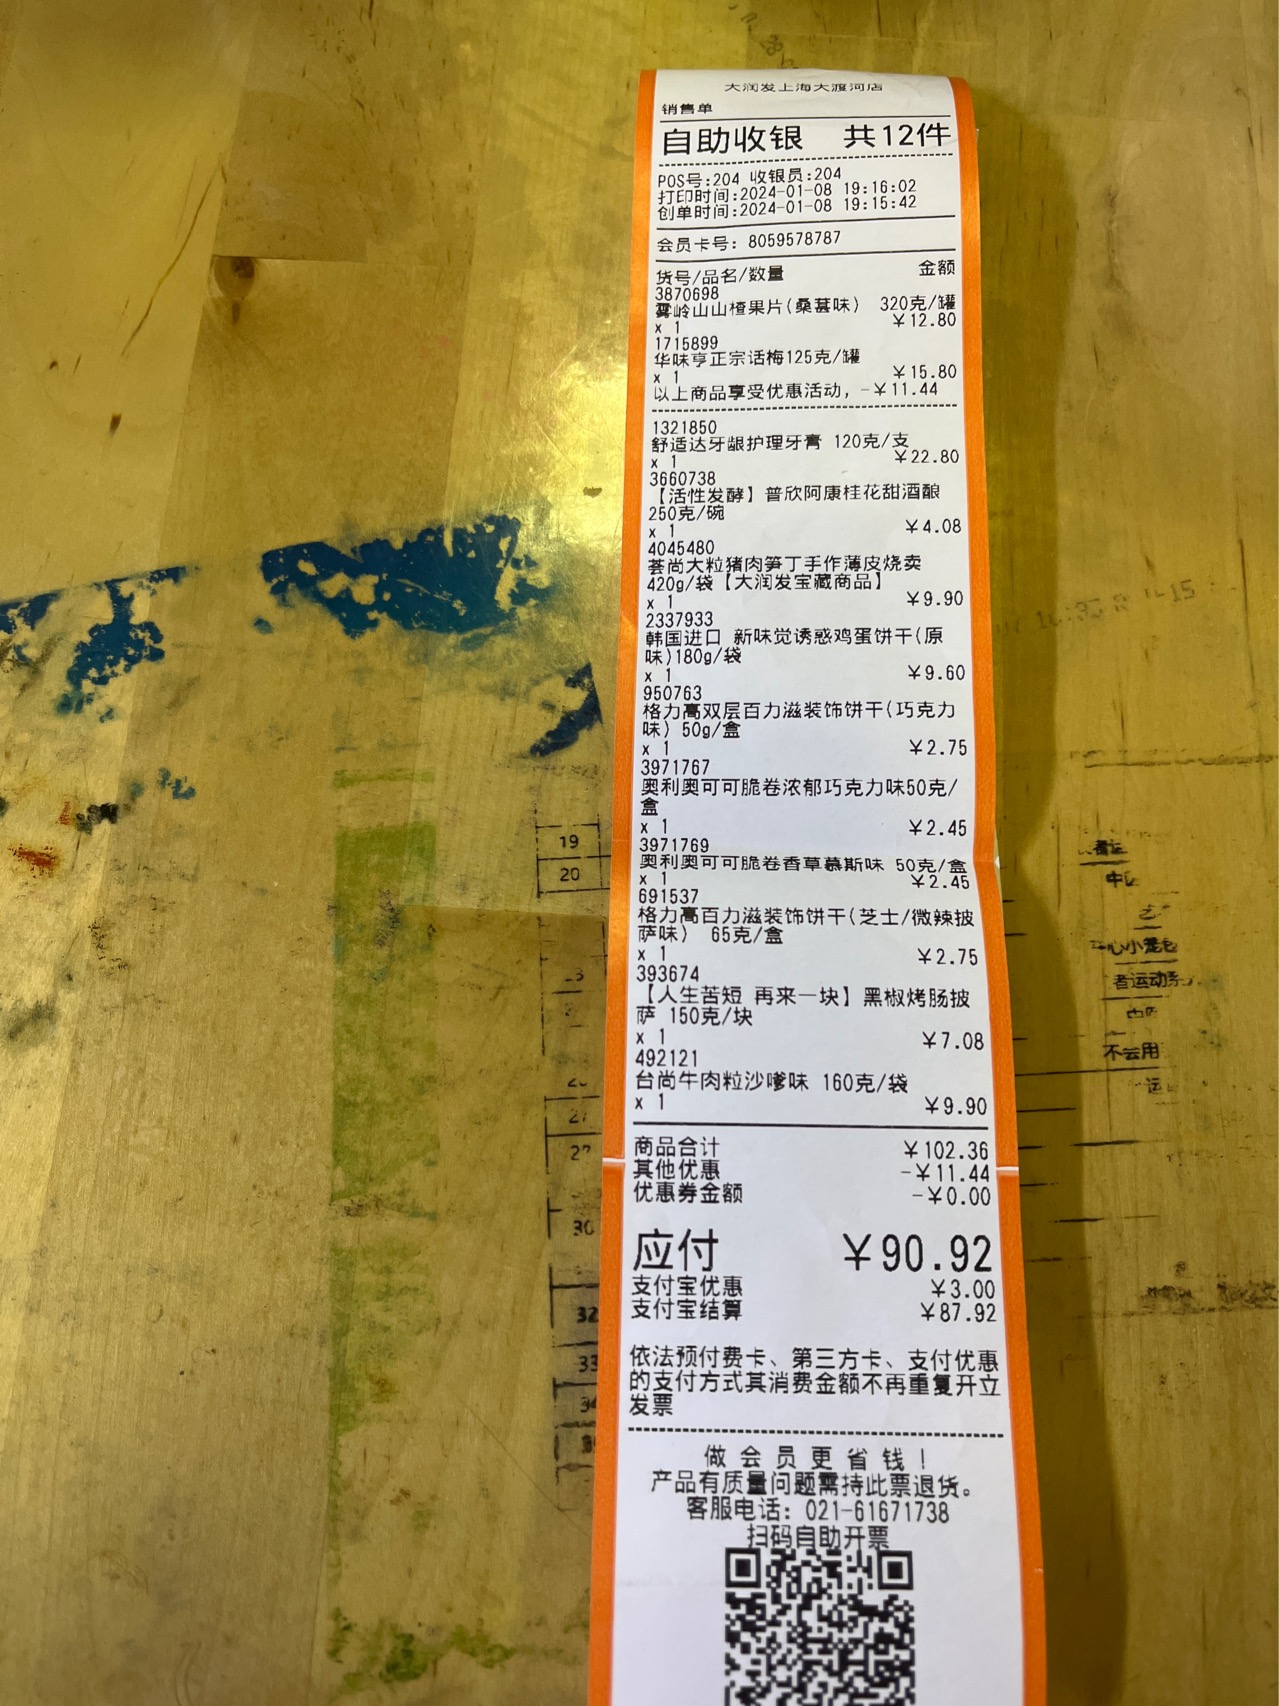 大润发上海大渡河店
销售单
自助收银 共12件
POS号:204 收银员:204
打印时间:2024-01-08 19:16:02
创单时间:2024-01-08 19:15:42
会员卡号: 8059578787
货号/品名/数量 金额
3870698
雾岭山山楂果片(桑葚味) 320克/罐
x 1 ￥12.80
1715899
华味亨正宗话梅125克/罐
x 1 ￥15.80
以上商品享受优惠活动, -￥11.44
1321850
舒适达牙龈护理牙膏 120克/支
x 1 ￥22.80
3660738
【活性发酵】普欣阿康桂花甜酒酿
250克/碗
x 1 ￥4.08
4045480
荟尚大粒猪肉笋丁手作薄皮烧卖
420g/袋【大润发宝藏商品】
x 1 ￥9.90
2337933
韩国进口 新味觉诱惑鸡蛋饼干(原
味)180g/袋
x 1 ￥9.60
950763
格力高双层百力滋装饰饼干(巧克力
味) 50g/盒
x 1 ￥2.75
3971767
奥利奥可可脆卷浓郁巧克力味50克/
盒
x 1 ￥2.45
3971769
奥利奥可可脆卷香草慕斯味 50克/盒
x 1 ￥2.45
691537
格力高百力滋装饰饼干(芝士/微辣披
萨味) 65克/盒
x 1 ￥2.75
393674
【人生苦短 再来一块】黑椒烤肠披
萨 150克/块
x 1 ￥7.08
492121
台尚牛肉粒沙嗲味 160克/袋
x 1 ￥9.90
商品合计 ￥102.36
其他优惠 -￥11.44
优惠券金额 -￥0.00
应付 ￥90.92
支付宝优惠 ￥3.00
支付宝结算 ￥87.92
依法预付费卡、第三方卡、支付优惠
的支付方式其消费金额不再重复开立
发票
做会员更省钱!
产品有质量问题需持此票退货。
客服电话: 021-61671738
扫码自助开票
19
20
30
32
33